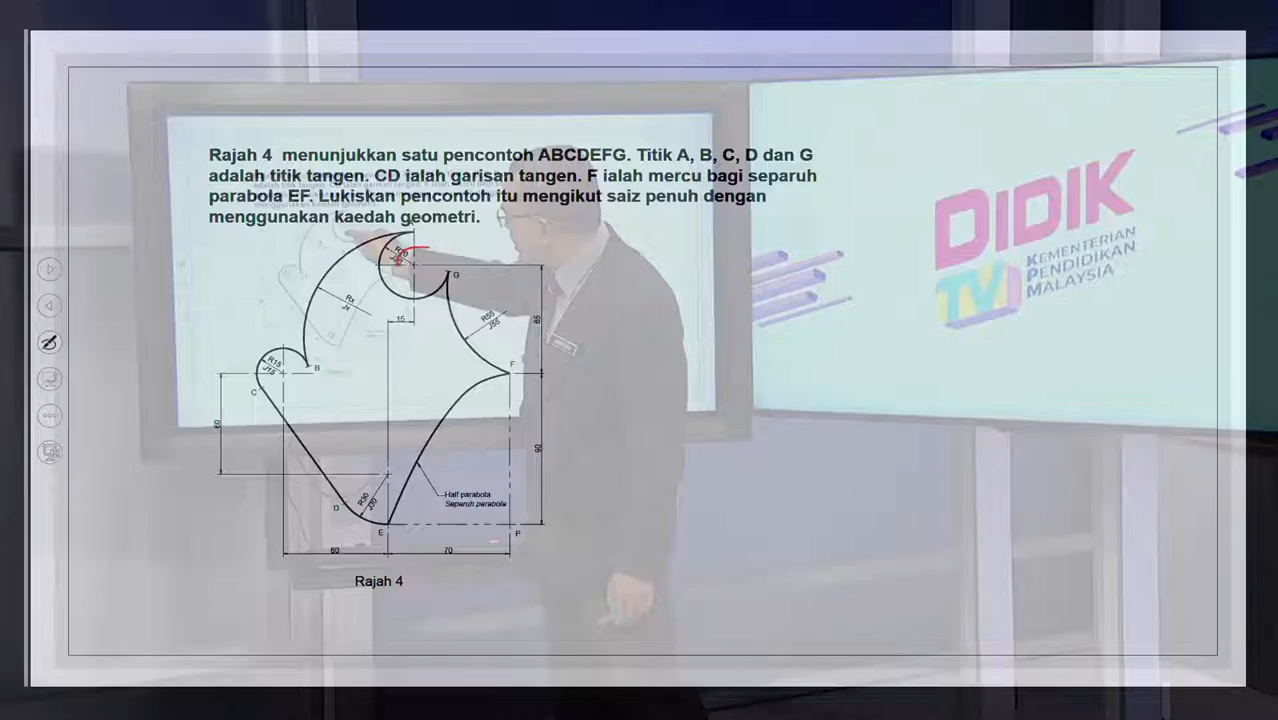 Rajah 4 menunjukkan satu pencontoh ABCDEFG. Titik A, B, C, D dan G
adalah titik tangen. CD ialah garisan tangen. F ialah mercu bagi separuh
parabola EF. Lukiskan pencontoh itu mengikut saiz penuh dengan
menggunakan kaedah geometri.
DIDIK
TV
KEMENTERIAN
PENDIDIKAN
MALAYSIA
R20
G
Rx
Jx
15
R55
J55
65
R15
J15
B
F
C
60
90
R30
J30
Half parabola
Separuh parabola
D
E
P
60
70
Rajah 4